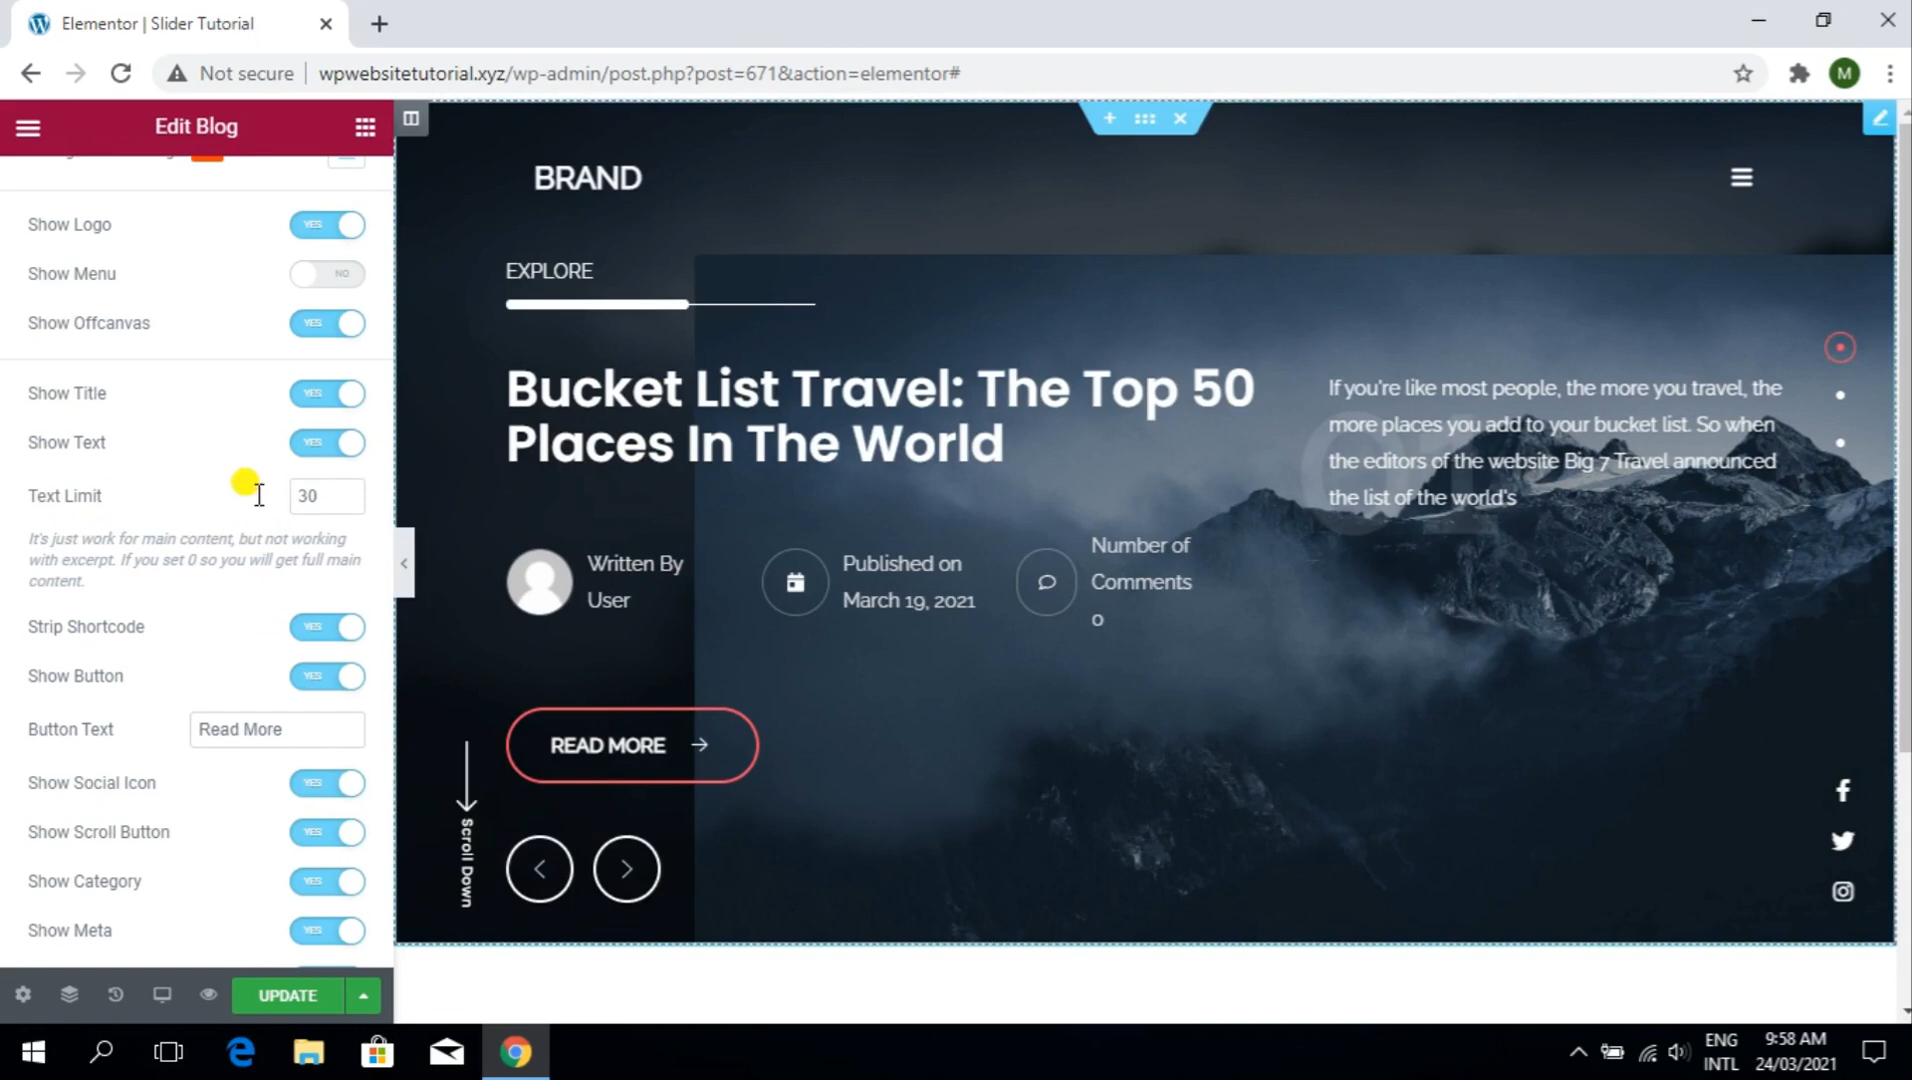 Elementor | Slider Tutorial
Not secure
wpwebsitetutorial.xyz/wp-admin/post.php?post=671&action=elementor#
M
Edit Blog
Show Logo YES
Show Menu NO
Show Offcanvas YES
Show Title YES
Show Text YES
Text Limit 30
It's just work for main content, but not working
with excerpt. If you set 0 so you will get full main
content.
Strip Shortcode YES
Show Button YES
Button Text Read More
Show Social Icon YES
Show Scroll Button YES
Show Category YES
Show Meta YES
UPDATE
BRAND
EXPLORE
Bucket List Travel: The Top 50
Places In The World
01
If you're like most people, the more you travel, the
more places you add to your bucket list. So when
the editors of the website Big 7 Travel announced
the list of the world's
Written By
User
Published on
March 19, 2021
Number of
Comments
0
READ MORE
Scroll Down
ENG
INTL
9:58 AM
24/03/2021